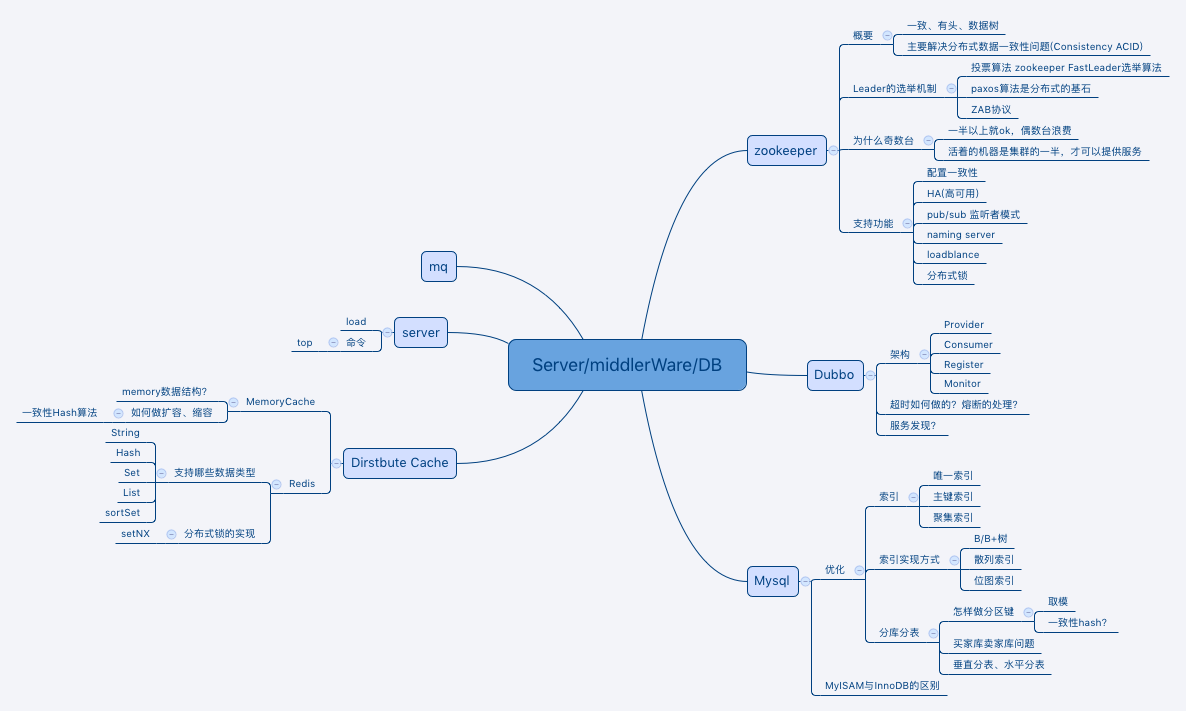 Server/middlerWare/DB
zookeeper
概要
一致、有头、数据树
主要解决分布式数据一致性问题(Consistency ACID)
Leader的选举机制
投票算法 zookeeper FastLeader选举算法
paxos算法是分布式的基石
ZAB协议
为什么奇数台
一半以上就ok，偶数台浪费
活着的机器是集群的一半，才可以提供服务
支持功能
配置一致性
HA(高可用)
pub/sub 监听者模式
naming server
loadblance
分布式锁
Dubbo
架构
Provider
Consumer
Register
Monitor
超时如何做的？熔断的处理？
服务发现？
Mysql
优化
索引
唯一索引
主键索引
聚集索引
索引实现方式
B/B+树
散列索引
位图索引
分库分表
怎样做分区键
取模
一致性hash?
买家库卖家库问题
垂直分表、水平分表
MyISAM与InnoDB的区别
mq
server
load
命令
top
Dirstbute Cache
MemoryCache
memory数据结构？
如何做扩容、缩容
一致性Hash算法
Redis
支持哪些数据类型
String
Hash
Set
List
sortSet
分布式锁的实现
setNX